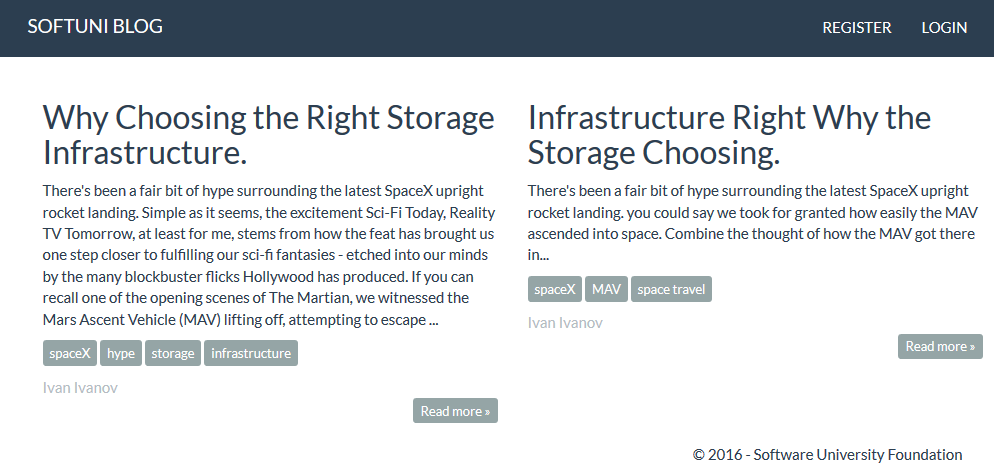 SOFTUNI BLOG
REGISTER LOGIN
Why Choosing the Right Storage
Infrastructure.
There's been a fair bit of hype surrounding the latest SpaceX upright
rocket landing. Simple as it seems, the excitement Sci-Fi Today, Reality
TV Tomorrow, at least for me, stems from how the feat has brought us
one step closer to fulfilling our sci-fi fantasies - etched into our minds
by the many blockbuster flicks Hollywood has produced. If you can
recall one of the opening scenes of The Martian, we witnessed the
Mars Ascent Vehicle (MAV) lifting off, attempting to escape ...
spaceX hype storage infrastructure
Ivan Ivanov
Read more »
Infrastructure Right Why the
Storage Choosing.
There's been a fair bit of hype surrounding the latest SpaceX upright
rocket landing. you could say we took for granted how easily the MAV
ascended into space. Combine the thought of how the MAV got there
in...
spaceX MAV space travel
Ivan Ivanov
Read more »
© 2016 - Software University Foundation